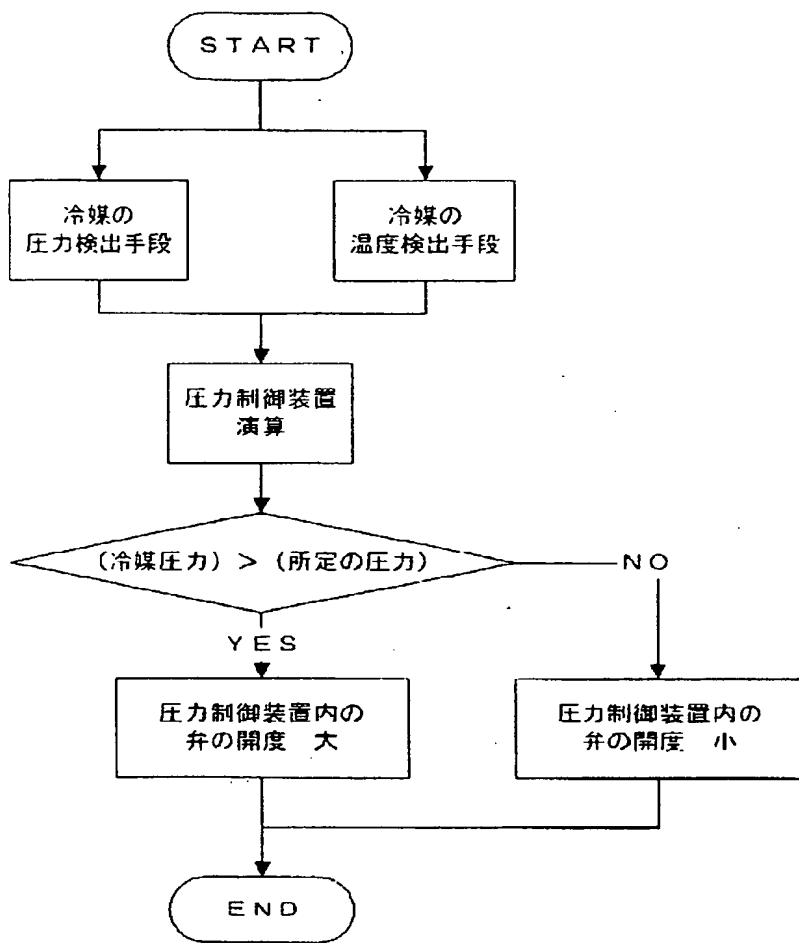 START
冷媒の
圧力検出手段
冷媒の
温度検出手段
圧力制御装置
演算
(冷媒圧力) > (所定の圧力)
NO
YES
圧力制御装置内の
弁の開度 大
圧力制御装置内の
弁の開度 小
END